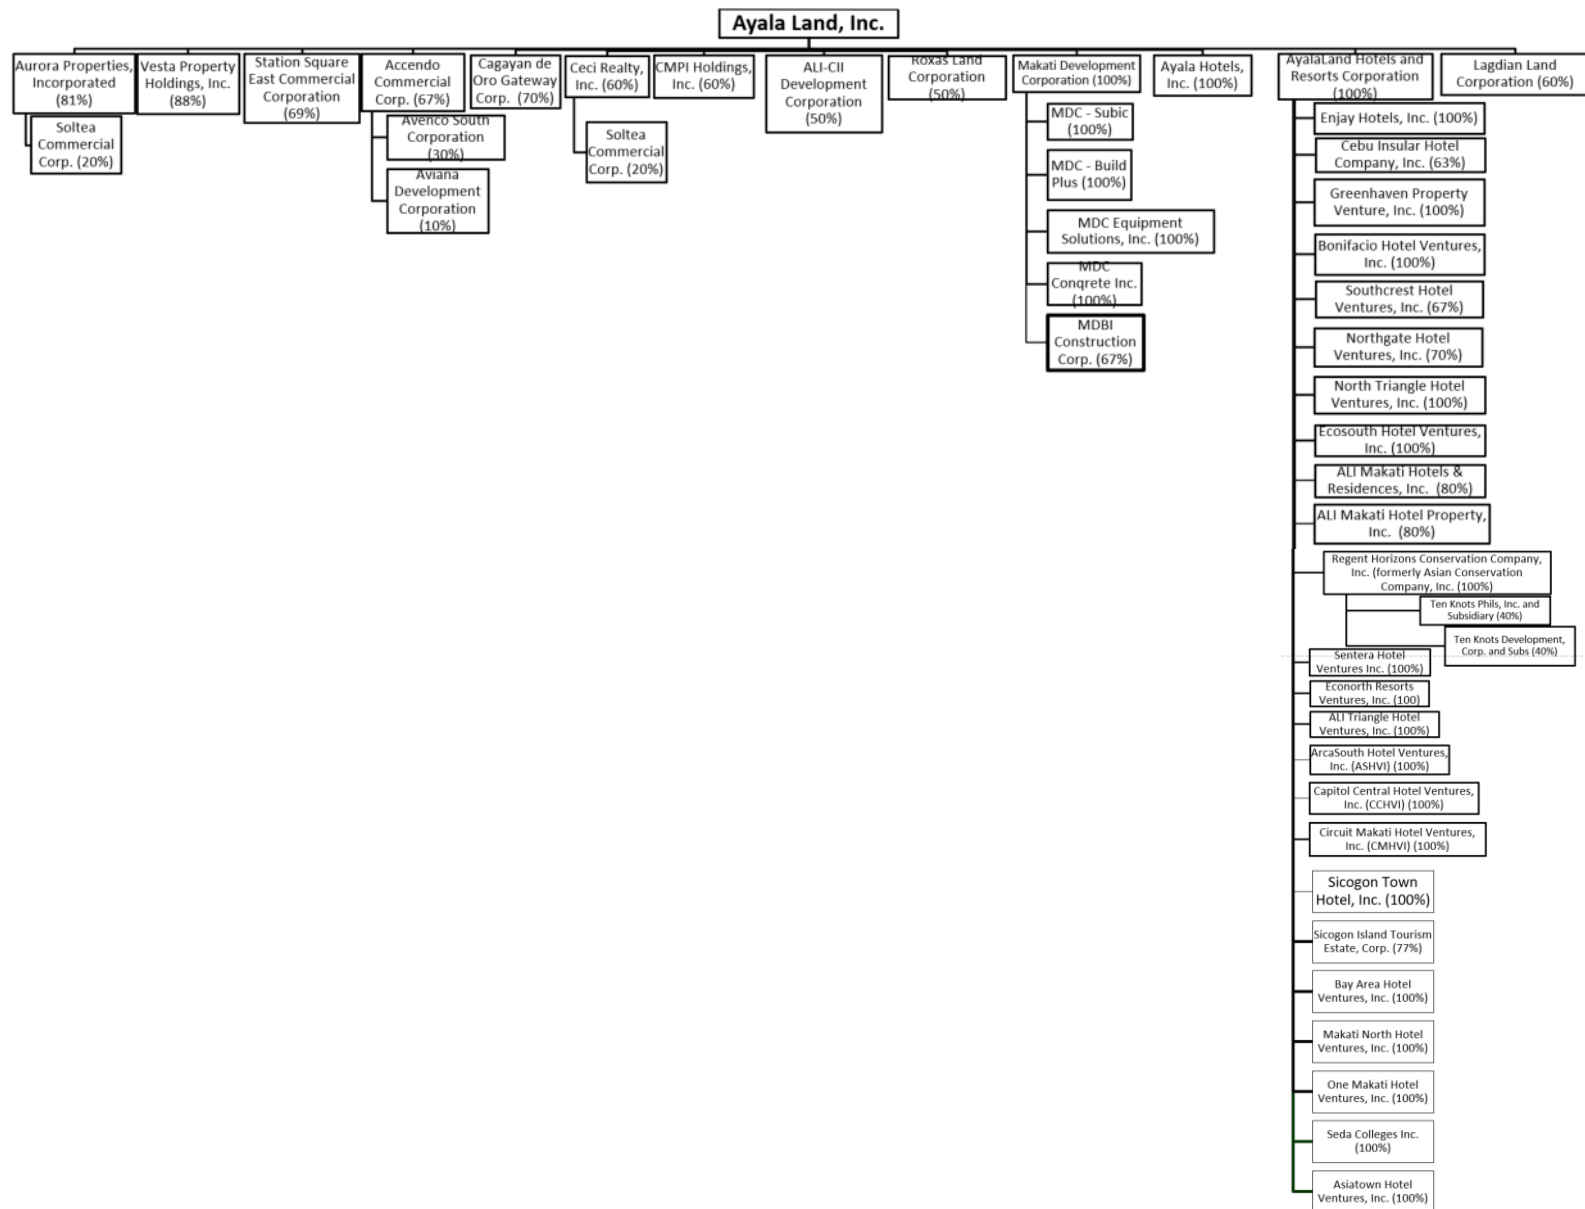 Ayala Land, Inc.
Aurora Properties,
Incorporated
(81%)
Soltea
Commercial
Corp. (20%)
Vesta Property
Holdings, Inc.
(88%)
Station Square
East Commercial
Corporation
(69%)
Accendo
Commercial
Corp. (67%)
Avenco South
Corporation
(30%)
Aviana
Development
Corporation
(10%)
Cagayan de
Oro Gateway
Corp. (70%)
Ceci Realty,
Inc. (60%)
Soltea
Commercial
Corp. (20%)
CMPI Holdings,
Inc. (60%)
ALI-CII
Development
Corporation
(50%)
Roxas Land
Corporation
(50%)
Makati Development
Corporation (100%)
MDC - Subic
(100%)
MDC - Build
Plus (100%)
MDC Equipment
Solutions, Inc. (100%)
MDC
Conqrete Inc.
(100%)
MDBI
Construction
Corp. (67%)
Ayala Hotels,
Inc. (100%)
AyalaLand Hotels and
Resorts Corporation
(100%)
Enjay Hotels, Inc. (100%)
Cebu Insular Hotel
Company, Inc. (63%)
Greenhaven Property
Venture, Inc. (100%)
Bonifacio Hotel Ventures,
Inc. (100%)
Southcrest Hotel
Ventures, Inc. (67%)
Northgate Hotel
Ventures, Inc. (70%)
North Triangle Hotel
Ventures, Inc. (100%)
Ecosouth Hotel Ventures,
Inc. (100%)
ALI Makati Hotels &
Residences, Inc. (80%)
ALI Makati Hotel Property,
Inc. (80%)
Regent Horizons Conservation Company,
Inc. (formerly Asian Conservation
Company, Inc. (100%)
Ten Knots Phils, Inc. and
Subsidiary (40%)
Ten Knots Development,
Corp. and Subs (40%)
Sentera Hotel
Ventures Inc. (100%)
Econorth Resorts
Ventures, Inc. (100)
ALI Triangle Hotel
Ventures, Inc. (100%)
ArcaSouth Hotel Ventures,
Inc. (ASHVI) (100%)
Capitol Central Hotel Ventures,
Inc. (CCHVI) (100%)
Circuit Makati Hotel Ventures,
Inc. (CMHVI) (100%)
Sicogon Town
Hotel, Inc. (100%)
Sicogon Island Tourism
Estate, Corp. (77%)
Bay Area Hotel
Ventures, Inc. (100%)
Makati North Hotel
Ventures, Inc. (100%)
One Makati Hotel
Ventures, Inc. (100%)
Seda Colleges Inc.
(100%)
Asiatown Hotel
Ventures, Inc. (100%)
Lagdian Land
Corporation (60%)